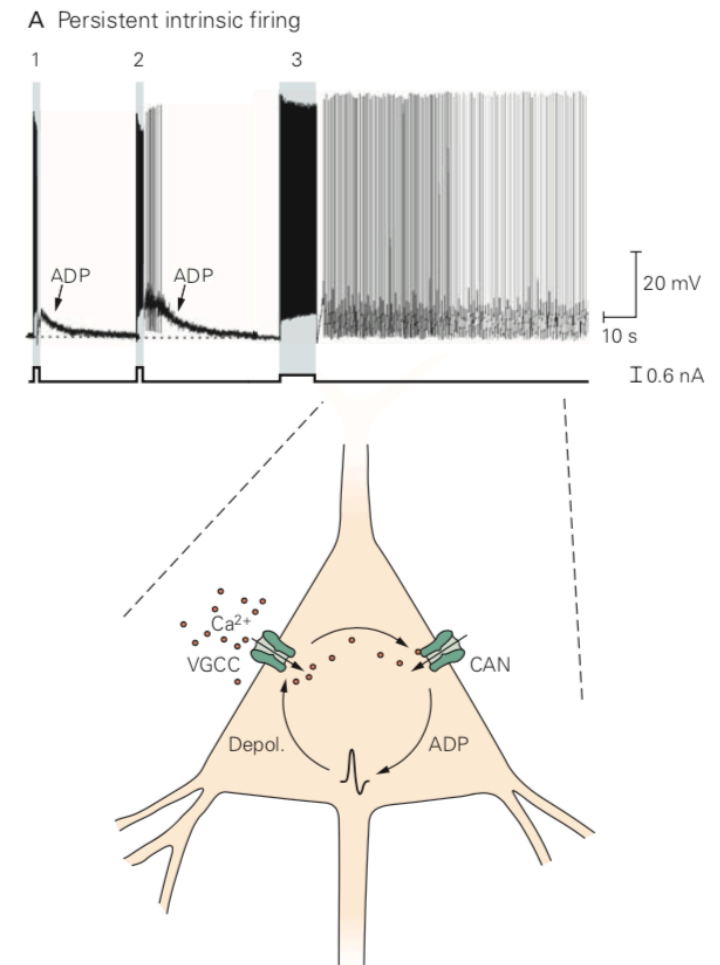 A Persistent intrinsic firing
1 2 3
ADP ADP
20 mV
10 s
0.6 nA
Ca²⁺
VGCC CAN
Depol. ADP